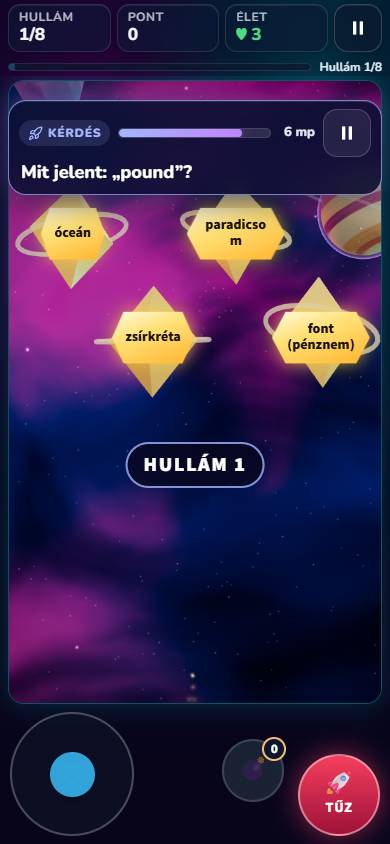 HULLÁM
1/8
PONT
0
ÉLET
3
Hullám 1/8
KÉRDÉS
6 mp
Mit jelent: „pound”?
óceán
paradicso
m
zsírkréta
font
(pénznem)
HULLÁM 1
0
TŰZ